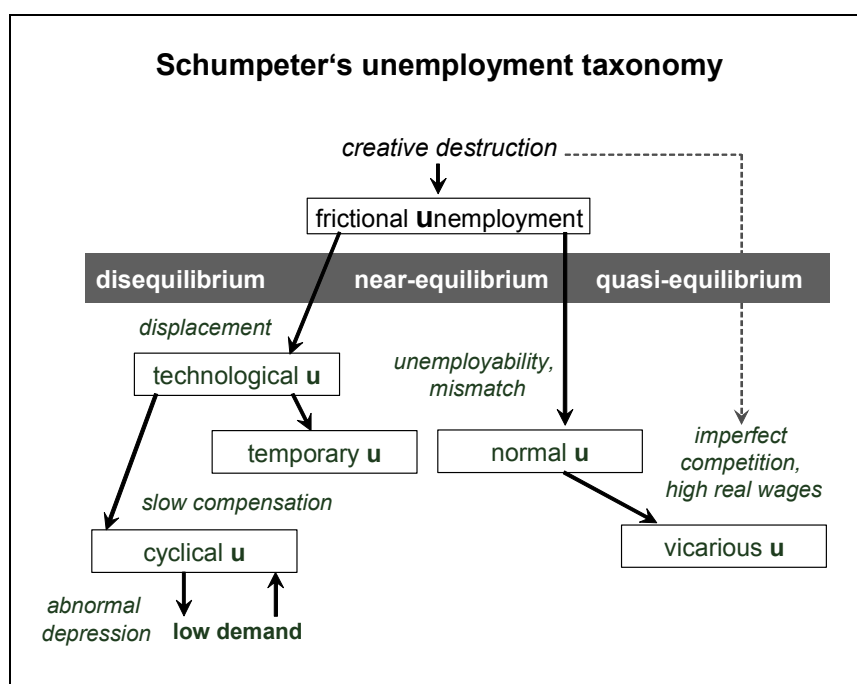 Schumpeter‘s unemployment taxonomy
creative destruction
frictional unemployment
disequilibrium near-equilibrium quasi-equilibrium
displacement
technological u
unemployability,
mismatch
temporary u
normal u
imperfect
competition,
high real wages
slow compensation
cyclical u
vicarious u
abnormal
depression
low demand